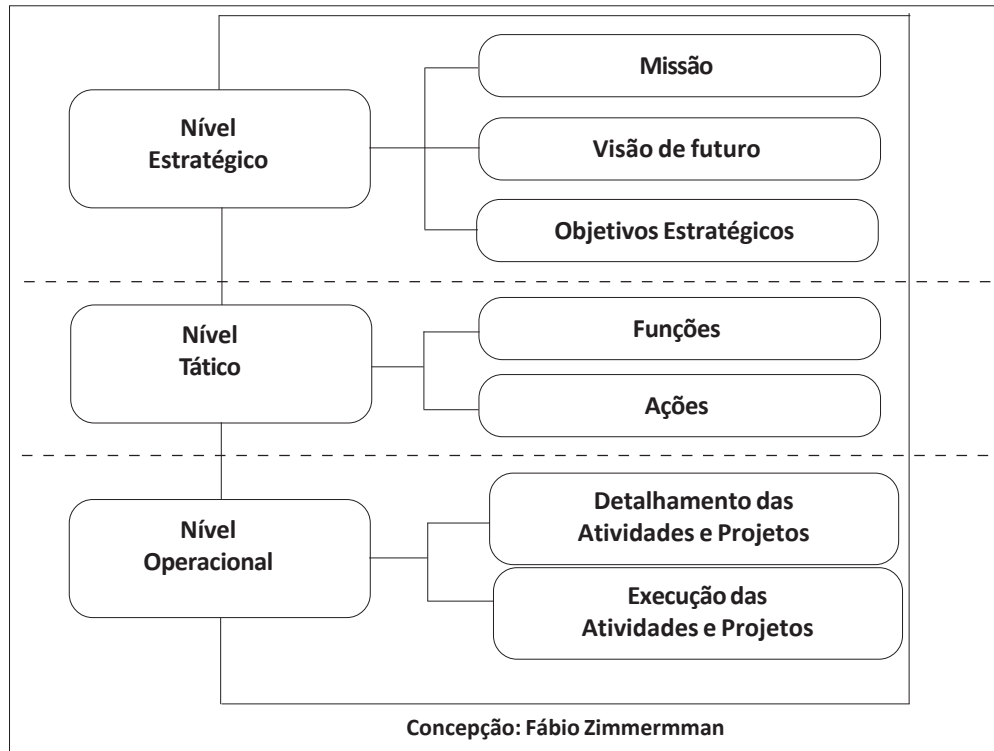 Nível
Estratégico
Missão
Visão de futuro
Objetivos Estratégicos
Nível
Tático
Funções
Ações
Nível
Operacional
Detalhamento das
Atividades e Projetos
Execução das
Atividades e Projetos
Concepção: Fábio Zimmermman